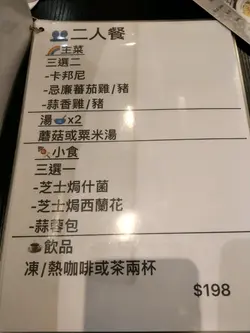 👥二人餐
🌈主菜
三選二
-卡邦尼
-忌廉蕃茄雞/豬
-蒜香雞/豬
湯🥣x2
蘑菇或粟米湯
🍡小食
三選一
-芝士焗什菌
-芝士焗西蘭花
-蒜蓉包
☕飲品
凍/熱咖啡或茶兩杯
$198